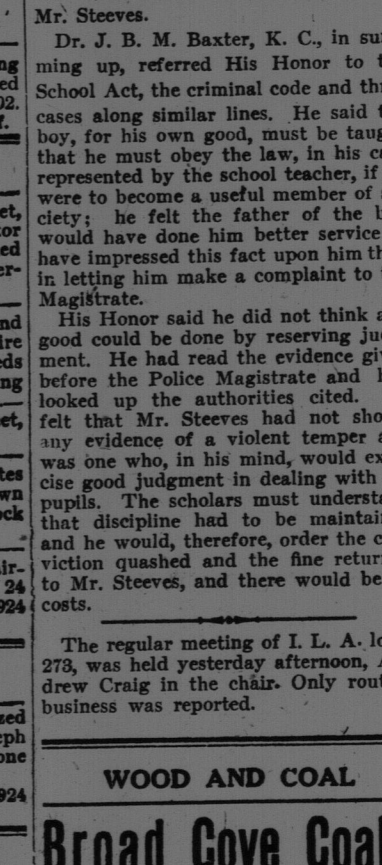 Mr. Steeves.
Dr. J. B. M. Baxter, K. C., in su
ming up, referred His Honor to t
School Act, the criminal code and th
cases along similar lines. He said t
boy, for his own good, must be taug
that he must obey the law, in his c
represented by the school teacher, if
were to become a useful member of s
ciety; he felt the father of the b
would have done him better service
have impressed this fact upon him th
in letting him make a complaint to
Magistrate.
His Honor said he did not think a
good could be done by reserving ju
ment. He had read the evidence giv
before the Police Magistrate and h
looked up the authorities cited.
felt that Mr. Steeves had not sho
any evidence of a violent temper a
was one who, in his mind, would ex
cise good judgment in dealing with
pupils. The scholars must understa
that discipline had to be maintai
and he would, therefore, order the c
viction quashed and the fine retur
to Mr. Steeves, and there would be
costs.
The regular meeting of I. L. A. lo
273, was held yesterday afternoon, A
drew Craig in the chair. Only rout
business was reported.
WOOD AND COAL
Broad Cove Coal